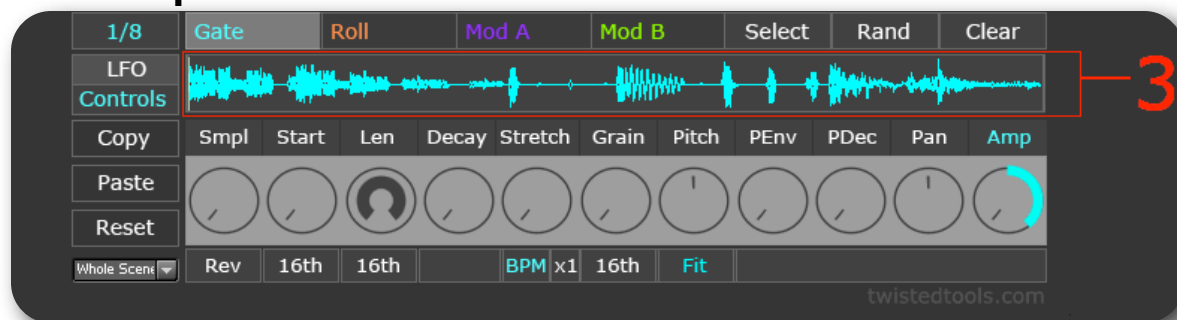 1/8 Gate Roll Mod A Mod B Select Rand Clear
LFO
Controls
3
Copy Smpl Start Len Decay Stretch Grain Pitch PEnv PDec Pan Amp
Paste
Reset
Whole Scene Rev 16th 16th BPM x1 16th Fit
twistedtools.com